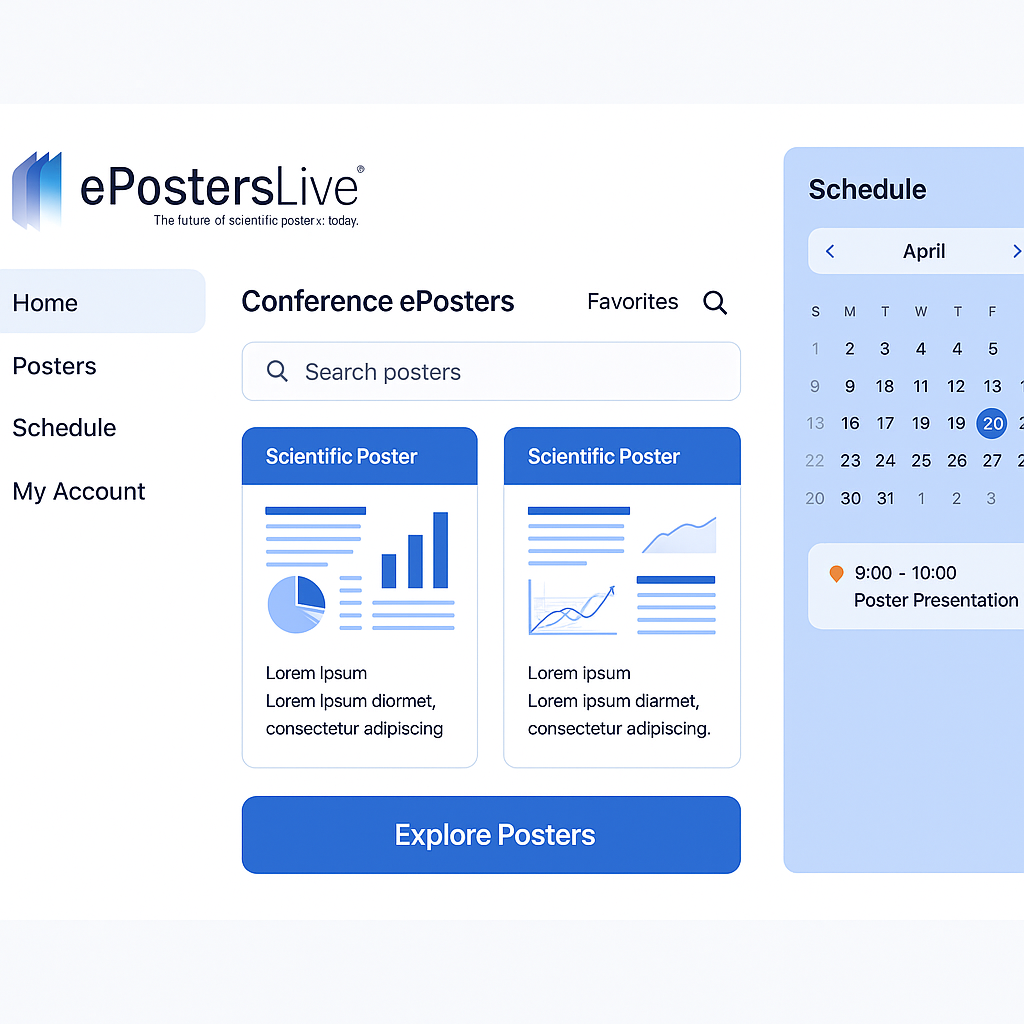 ePostersLive®
The future of scientific poster x: today.
Home
Posters
Schedule
My Account
Conference ePosters
Favorites
Search posters
Scientific Poster
Lorem Ipsum
Lorem Ipsum diormet,
consectetur adipiscing
Scientific Poster
Lorem ipsum
Lorem ipsum diarmet,
consectetur adipiscing.
Explore Posters
Schedule
April
S M T W T F
1 2 3 4 4 5
9 9 18 11 12 13
13 16 17 19 19 20
22 23 24 25 26 27
20 30 31 1 2 3
9:00 - 10:00
Poster Presentation